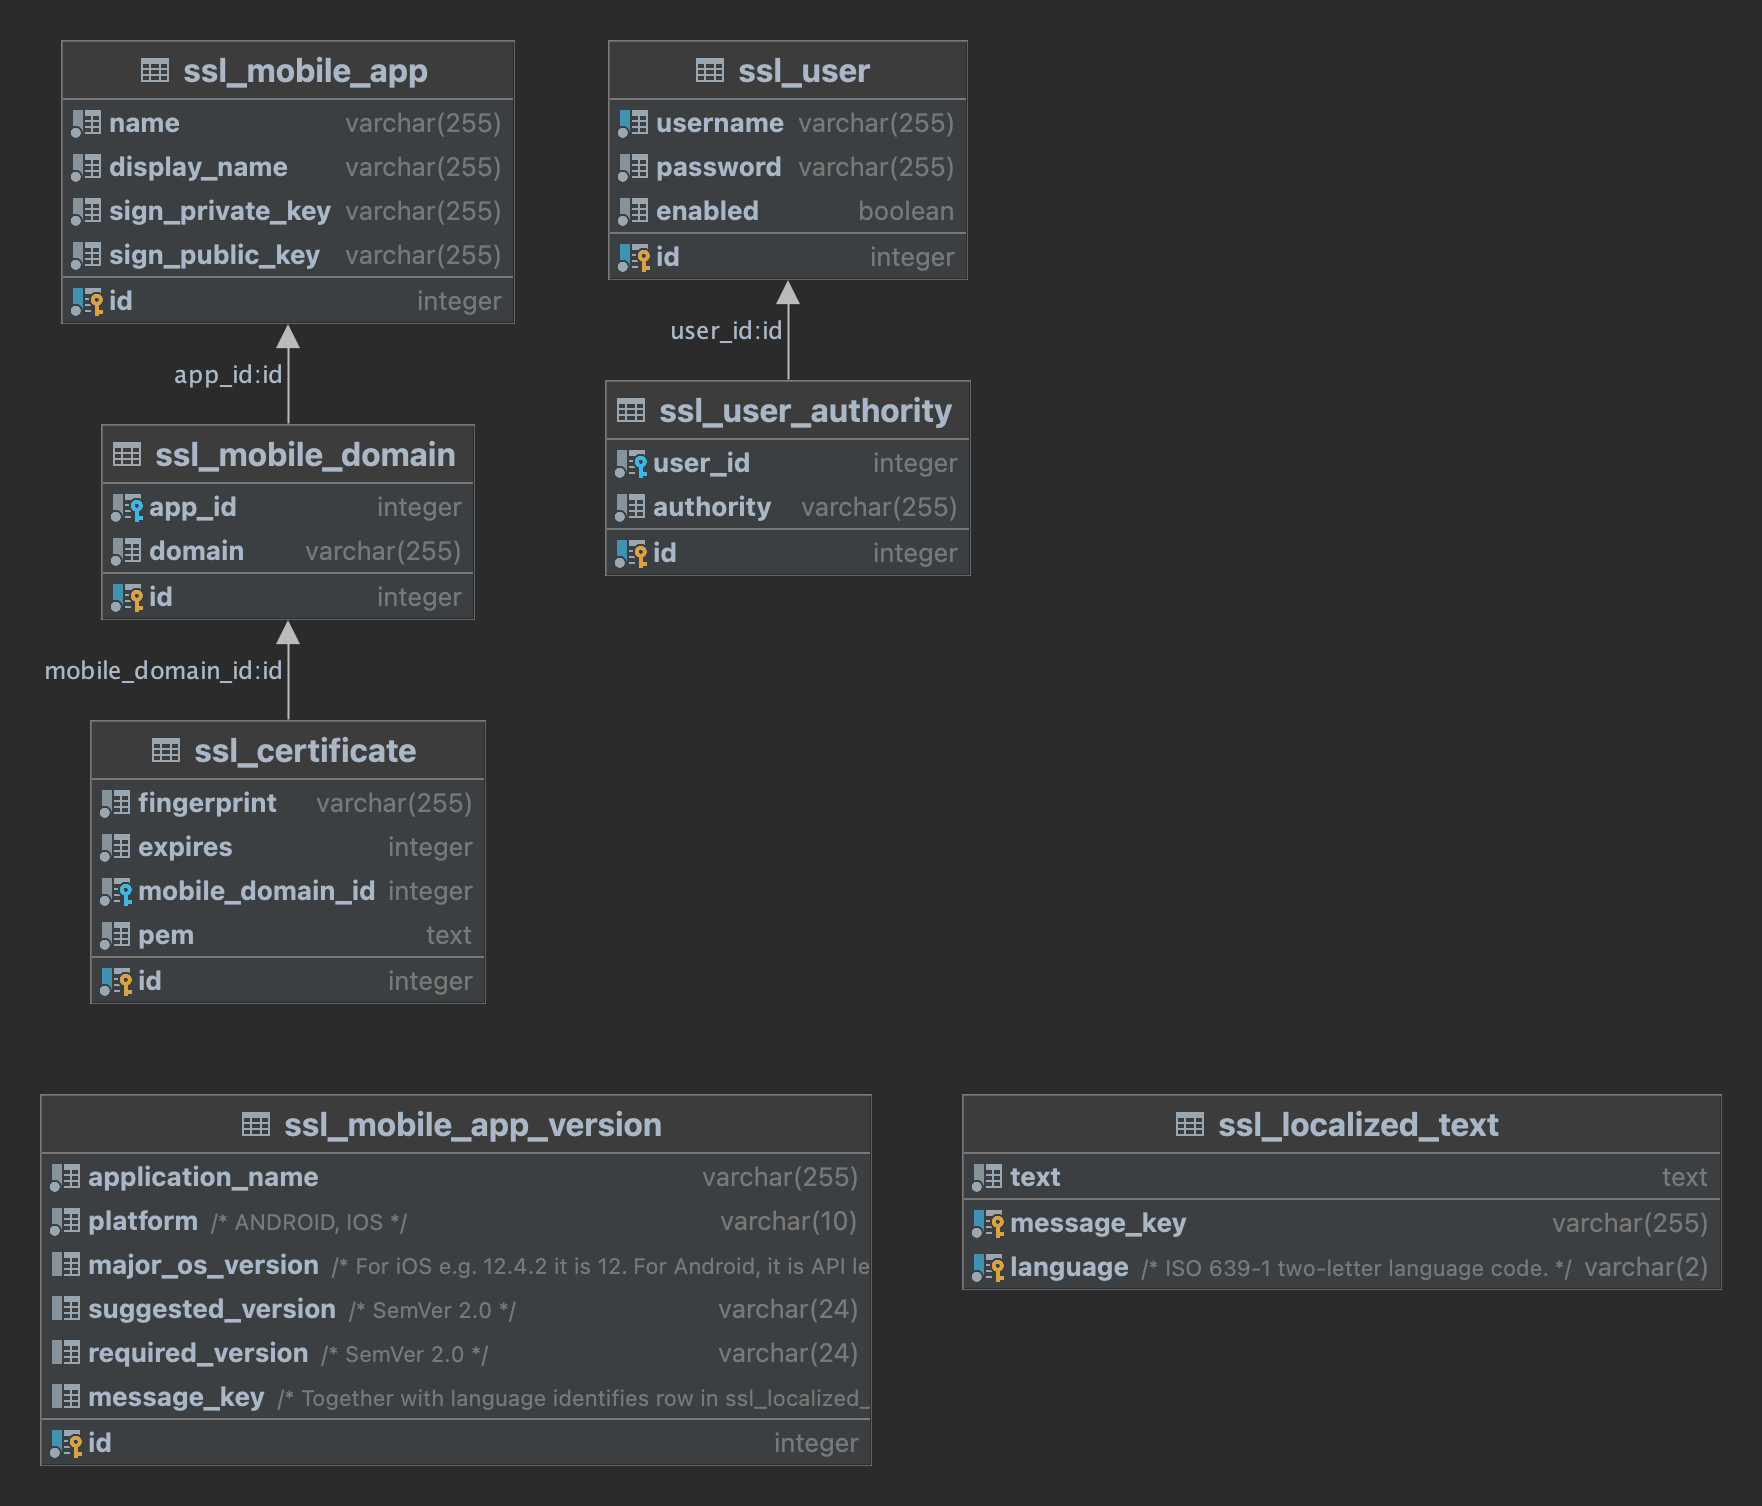 ssl_mobile_app
name varchar(255)
display_name varchar(255)
sign_private_key varchar(255)
sign_public_key varchar(255)
id integer
app_id:id
ssl_mobile_domain
app_id integer
domain varchar(255)
id integer
mobile_domain_id:id
ssl_certificate
fingerprint varchar(255)
expires integer
mobile_domain_id integer
pem text
id integer
ssl_user
username varchar(255)
password varchar(255)
enabled boolean
id integer
user_id:id
ssl_user_authority
user_id integer
authority varchar(255)
id integer
ssl_mobile_app_version
application_name varchar(255)
platform /* ANDROID, IOS */ varchar(10)
major_os_version /* For iOS e.g. 12.4.2 it is 12. For Android, it is API le
suggested_version /* SemVer 2.0 */ varchar(24)
required_version /* SemVer 2.0 */ varchar(24)
message_key /* Together with language identifies row in ssl_localized_
id integer
ssl_localized_text
text text
message_key varchar(255)
language /* ISO 639-1 two-letter language code. */ varchar(2)